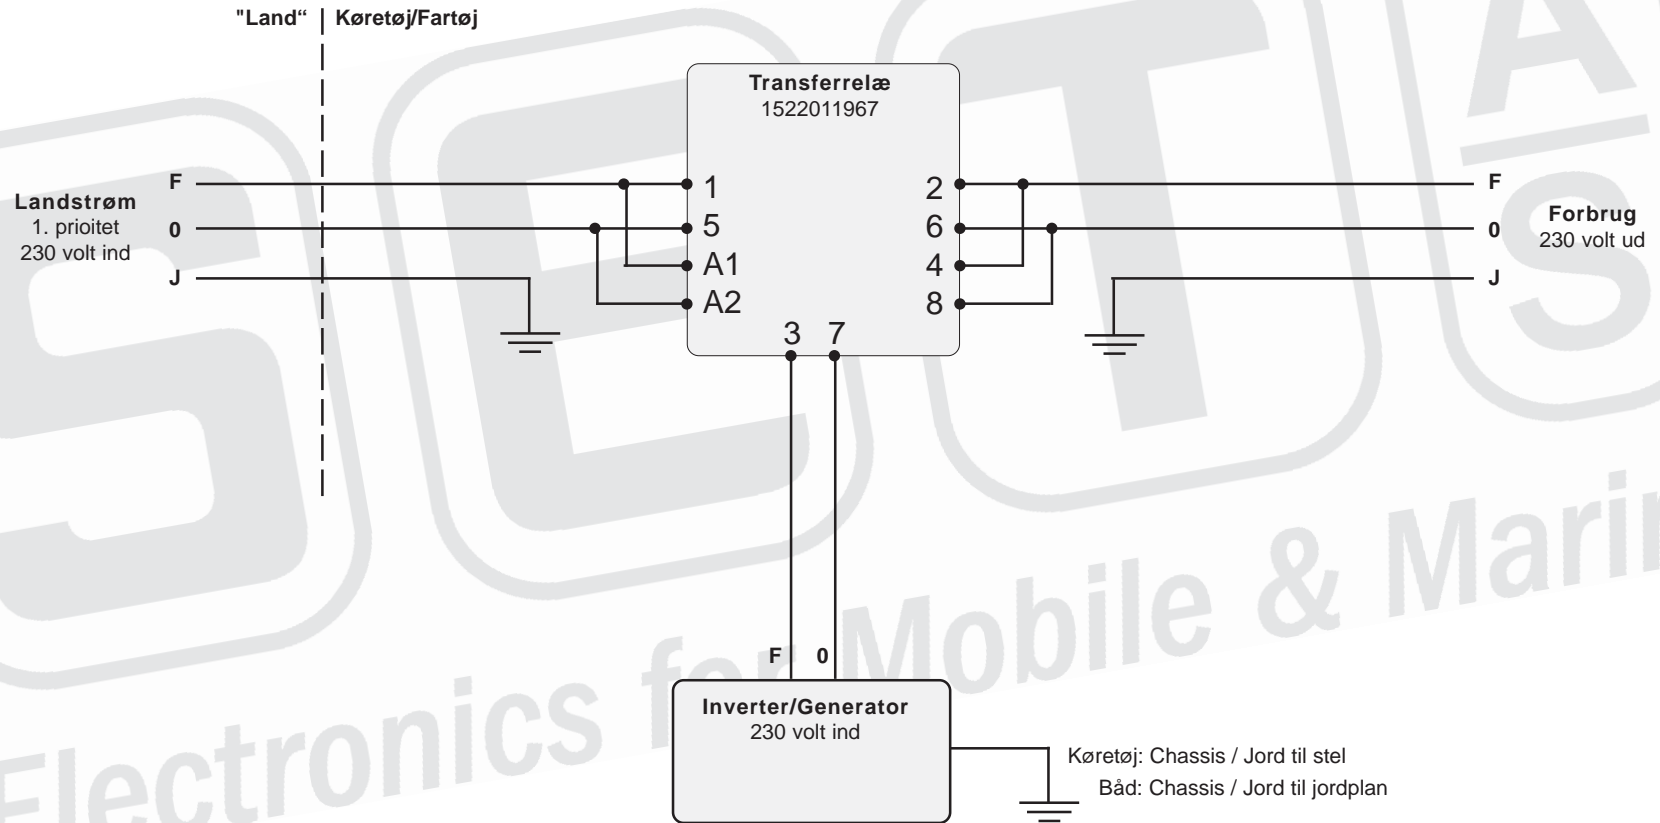 "Land“ Køretøj/Fartøj
Transferrelæ
1522011967
Landstrøm
1. prioitet
230 volt ind
F
0
J
1
5
A1
A2
2
6
4
8
3 7
F
0
J
Forbrug
230 volt ud
F 0
Inverter/Generator
230 volt ind
Køretøj: Chassis / Jord til stel
Båd: Chassis / Jord til jordplan
SET
A
S
Electronics for Mobile & Marin